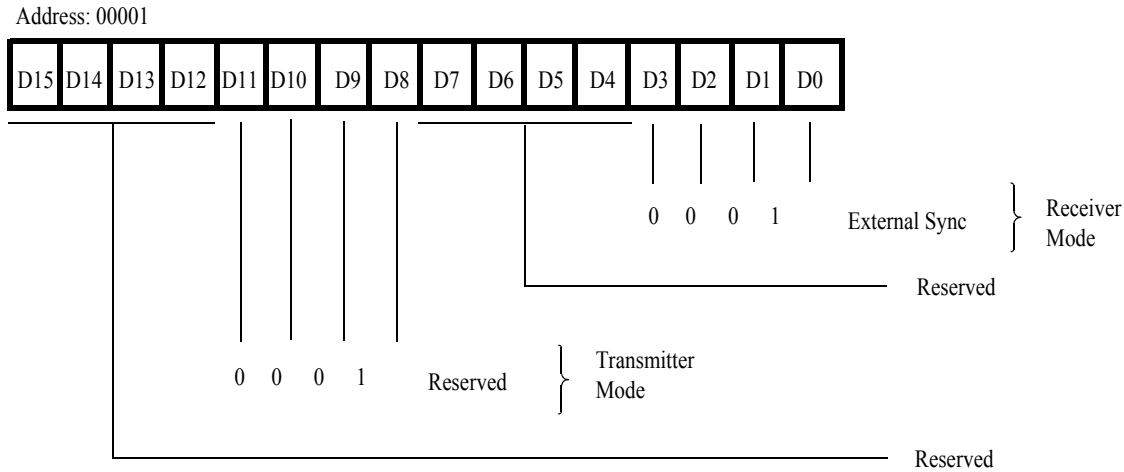 Address: 00001
D15 D14 D13 D12 D11 D10 D9 D8 D7 D6 D5 D4 D3 D2 D1 D0
0 0 0 1 External Sync Receiver
Mode
Reserved
0 0 0 1 Reserved Transmitter
Mode
Reserved